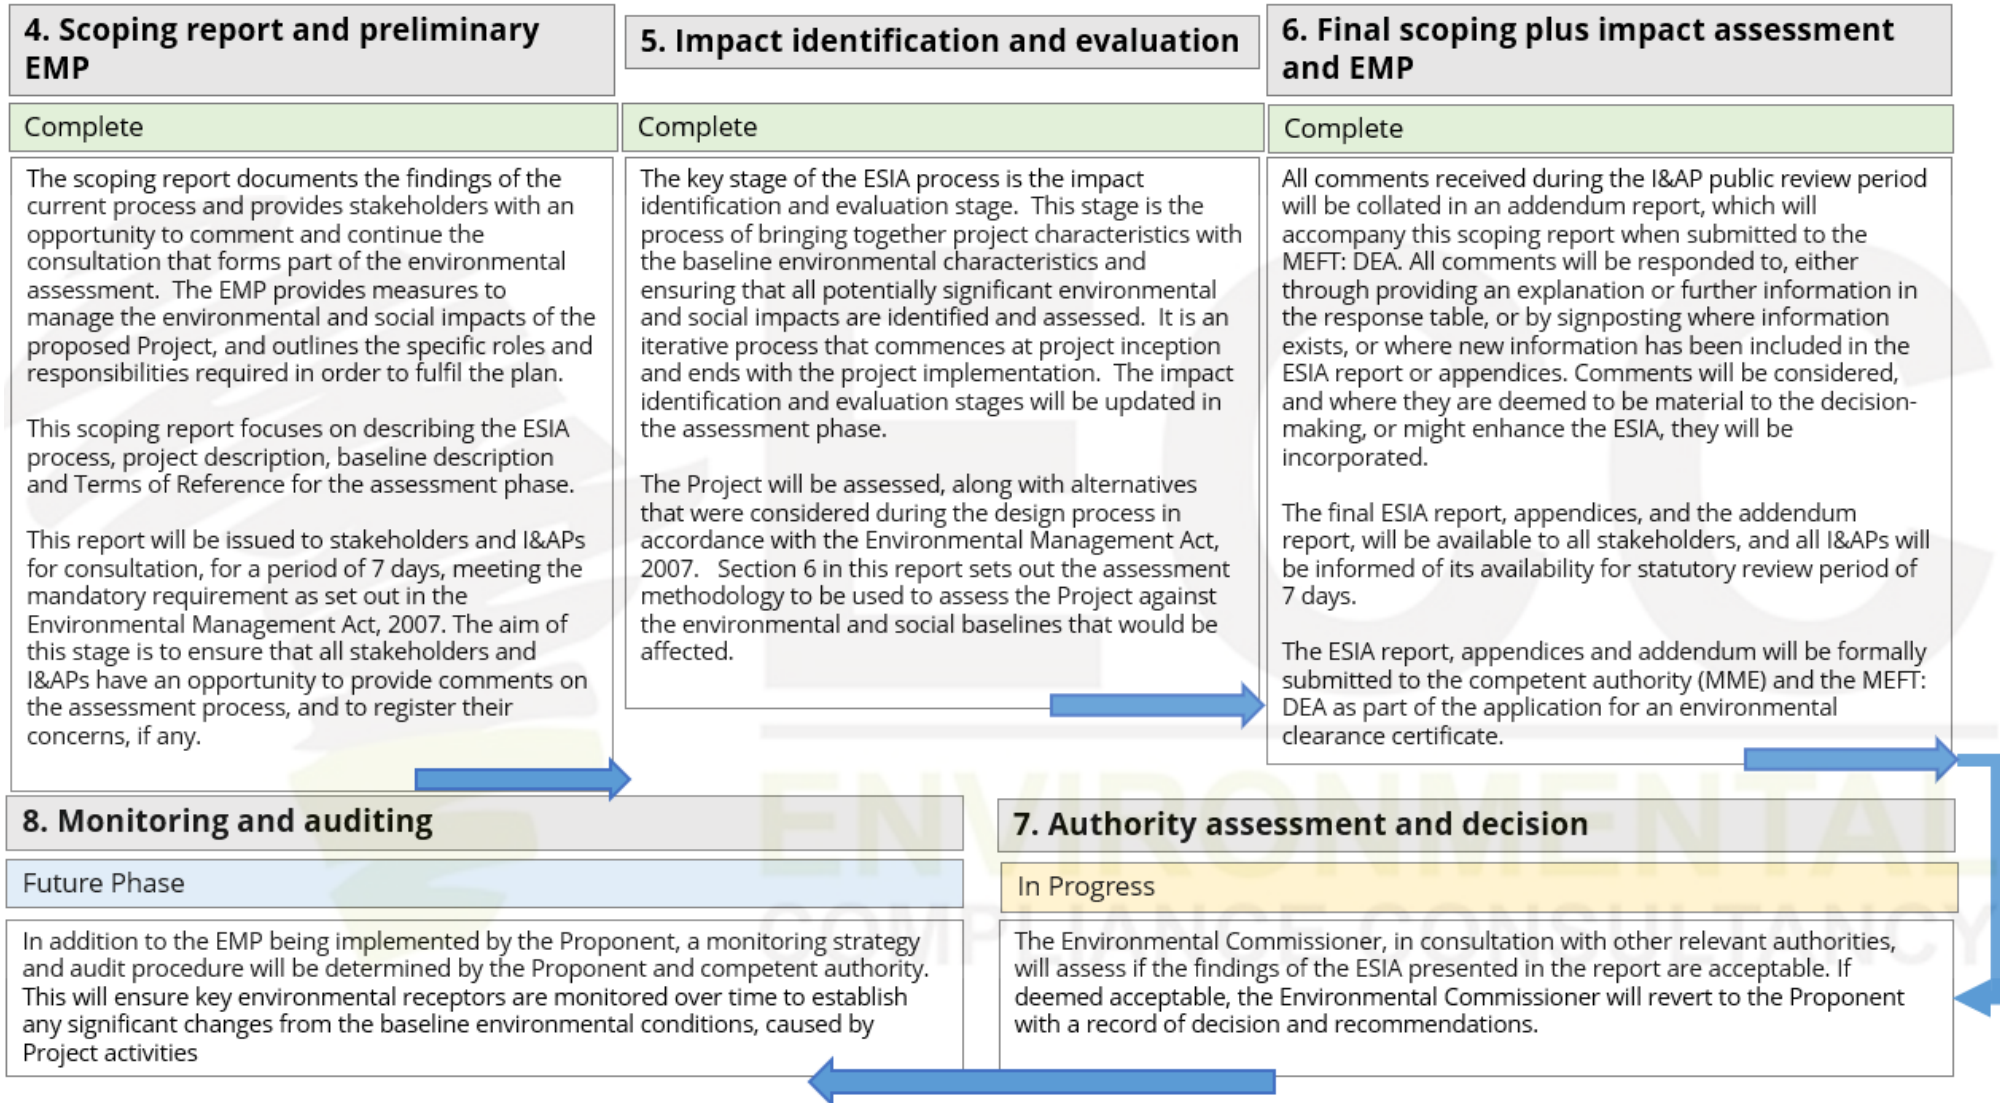 4. Scoping report and preliminary
EMP
Complete
The scoping report documents the findings of the
current process and provides stakeholders with an
opportunity to comment and continue the
consultation that forms part of the environmental
assessment. The EMP provides measures to
manage the environmental and social impacts of the
proposed Project, and outlines the specific roles and
responsibilities required in order to fulfil the plan.
This scoping report focuses on describing the ESIA
process, project description, baseline description
and Terms of Reference for the assessment phase.
This report will be issued to stakeholders and I&APs
for consultation, for a period of 7 days, meeting the
mandatory requirement as set out in the
Environmental Management Act, 2007. The aim of
this stage is to ensure that all stakeholders and
I&APs have an opportunity to provide comments on
the assessment process, and to register their
concerns, if any.
5. Impact identification and evaluation
Complete
The key stage of the ESIA process is the impact
identification and evaluation stage. This stage is the
process of bringing together project characteristics with
the baseline environmental characteristics and
ensuring that all potentially significant environmental
and social impacts are identified and assessed. It is an
iterative process that commences at project inception
and ends with the project implementation. The impact
identification and evaluation stages will be updated in
the assessment phase.
The Project will be assessed, along with alternatives
that were considered during the design process in
accordance with the Environmental Management Act,
2007. Section 6 in this report sets out the assessment
methodology to be used to assess the Project against
the environmental and social baselines that would be
affected.
6. Final scoping plus impact assessment
and EMP
Complete
All comments received during the I&AP public review period
will be collated in an addendum report, which will
accompany this scoping report when submitted to the
MEFT: DEA. All comments will be responded to, either
through providing an explanation or further information in
the response table, or by signposting where information
exists, or where new information has been included in the
ESIA report or appendices. Comments will be considered,
and where they are deemed to be material to the decision-
making, or might enhance the ESIA, they will be
incorporated.
The final ESIA report, appendices, and the addendum
report, will be available to all stakeholders, and all I&APs will
be informed of its availability for statutory review period of
7 days.
The ESIA report, appendices and addendum will be formally
submitted to the competent authority (MME) and the MEFT:
DEA as part of the application for an environmental
clearance certificate.
7. Authority assessment and decision
In Progress
The Environmental Commissioner, in consultation with other relevant authorities,
will assess if the findings of the ESIA presented in the report are acceptable. If
deemed acceptable, the Environmental Commissioner will revert to the Proponent
with a record of decision and recommendations.
8. Monitoring and auditing
Future Phase
In addition to the EMP being implemented by the Proponent, a monitoring strategy
and audit procedure will be determined by the Proponent and competent authority.
This will ensure key environmental receptors are monitored over time to establish
any significant changes from the baseline environmental conditions, caused by
Project activities
ECC
ENVIRONMENTAL
COMPLIANCE CONSULTANCY